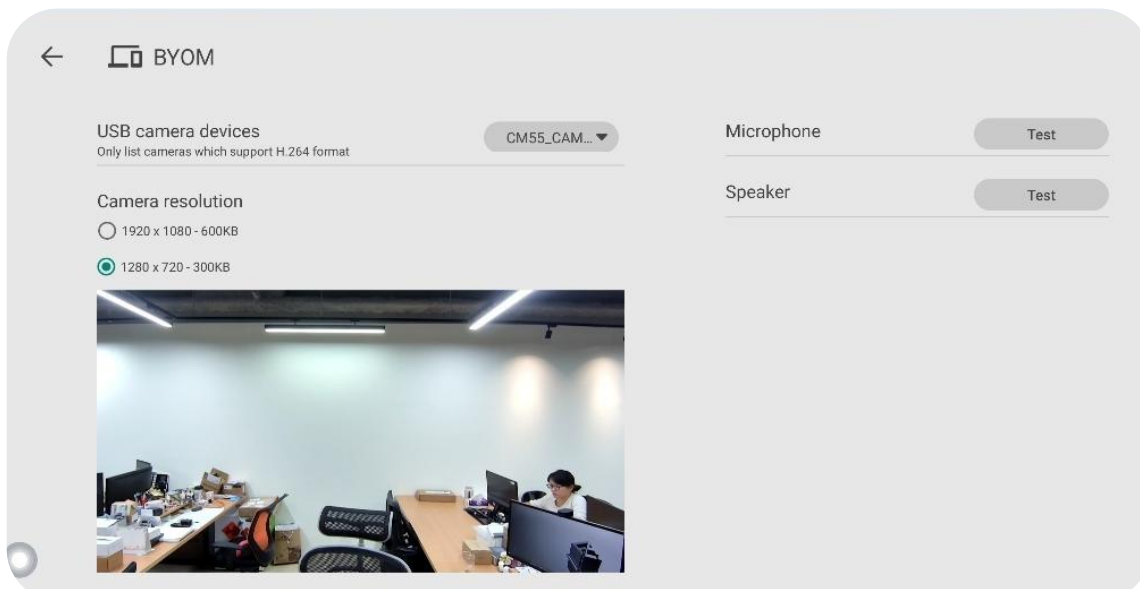 BYOM
USB camera devices
CM55_CAM...
Only list cameras which support H.264 format
Camera resolution
1920 x 1080 - 600KB
1280 x 720 - 300KB
Microphone
Test
Speaker
Test